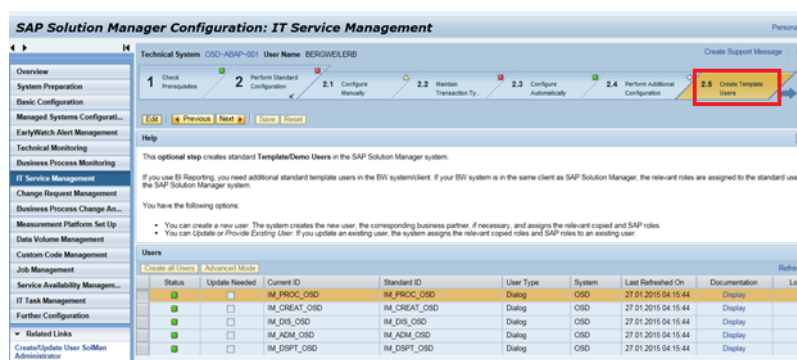 SAP Solution Manager Configuration: IT Service Management
Persona
Technical System OSD~ABAP~001 User Name BERGWEILERB
Create Support Message
1 Check Prerequisites
2 Perform Standard Configuration
2.1 Configure Manually
2.2 Maintain Transaction Ty...
2.3 Configure Automatically
2.4 Perform Additional Configuration
2.5 Create Template Users
Overview
System Preparation
Basic Configuration
Managed Systems Configurati...
EarlyWatch Alert Management
Technical Monitoring
Business Process Monitoring
IT Service Management
Change Request Management
Business Process Change An...
Measurement Platform Set Up
Data Volume Management
Custom Code Management
Job Management
Service Availability Managem...
IT Task Management
Further Configuration
Related Links
Create/Update User SolMan
Administrator
Edit Previous Next Save Reset
Help
This optional step creates standard Template/Demo Users in the SAP Solution Manager system.
If you use BI Reporting, you need additional standard template users in the BW system/client. If your BW system is in the same client as SAP Solution Manager, the relevant roles are assigned to the standard use
the SAP Solution Manager system.
You have the following options:
• You can create a new user. The system creates the new user, the corresponding business partner, if necessary, and assigns the relevant copied and SAP roles.
• You can Update or Provide Existing User. If you update an existing user, the system assigns the relevant copied roles and SAP roles to an existing user.
Users
Create all Users Advanced Mode Refre
Status Update Needed Current ID Standard ID User Type System Last Refreshed On Documentation Lo
IM_PROC_OSD IM_PROC_OSD Dialog OSD 27.01.2015 04:15:44 Display
IM_CREAT_OSD IM_CREAT_OSD Dialog OSD 27.01.2015 04:15:44 Display
IM_DIS_OSD IM_DIS_OSD Dialog OSD 27.01.2015 04:15:44 Display
IM_ADM_OSD IM_ADM_OSD Dialog OSD 27.01.2015 04:15:44 Display
IM_DSPT_OSD IM_DSPT_OSD Dialog OSD 27.01.2015 04:15:44 Display